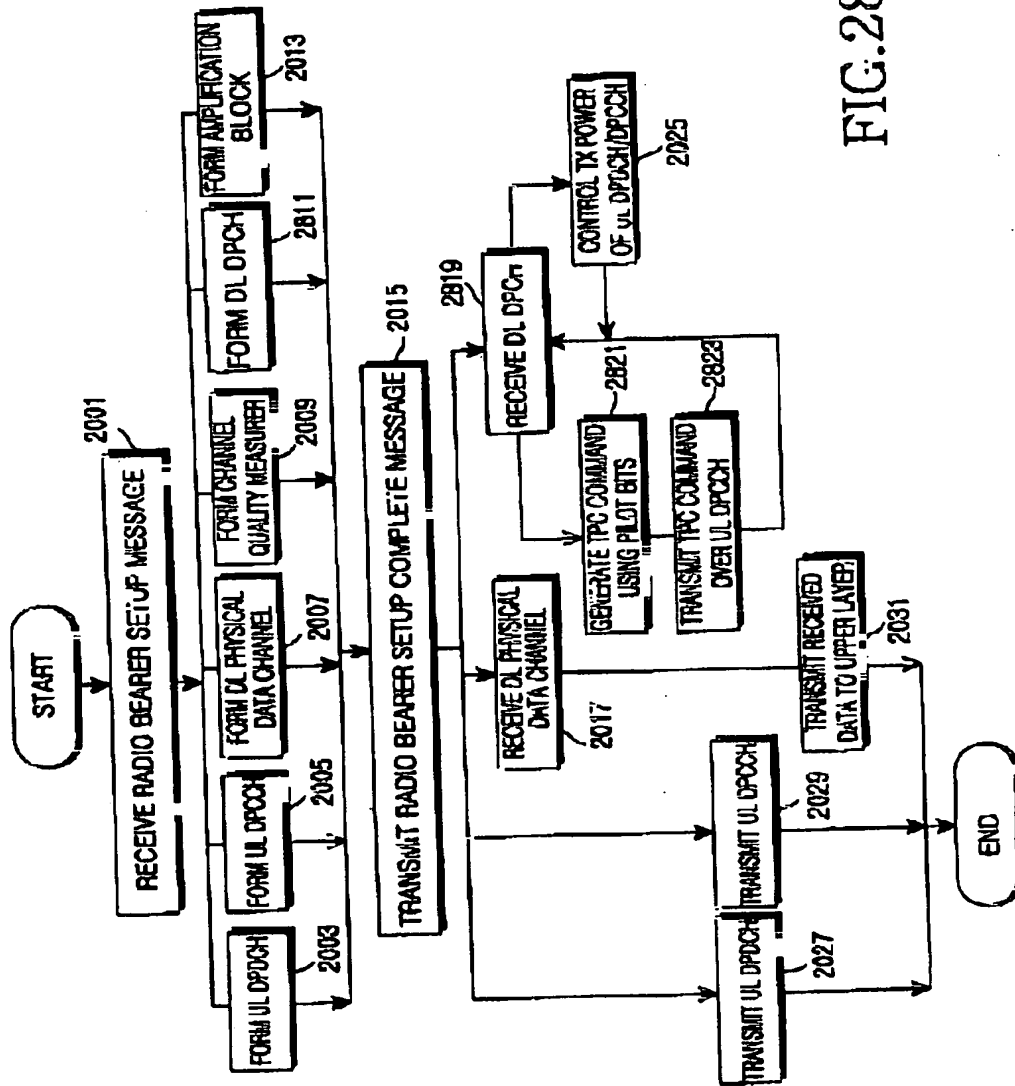 START
RECEIVE RADIO BEARER SETUP MESSAGE
2001
FORM UL DPDCH
2003
FORM UL DPCCH
2005
FORM DL PHYSICAL
DATA CHANNEL
2007
FORM CHANNEL
QUALITY MEASURER
2009
FORM DL DPCH
2811
FORM AMPLIFICATION
BLOCK
2013
TRANSMIT RADIO BEARER SETUP COMPLETE MESSAGE
2015
RECEIVE DL PHYSICAL
DATA CHANNEL
2017
RECEIVE DL DPCH
2819
GENERATE TPC COMMAND
USING PILOT BITS
2821
TRANSMIT TPC COMMAND
OVER UL DPCCH
2823
CONTROL TX POWER
OF UL DPDCH/DPCCH
2025
TRANSMIT UL DPDCH
2027
TRANSMIT UL DPCCH
2029
TRANSMIT RECEIVED
DATA TO UPPER LAYER
2031
END
FIG.28